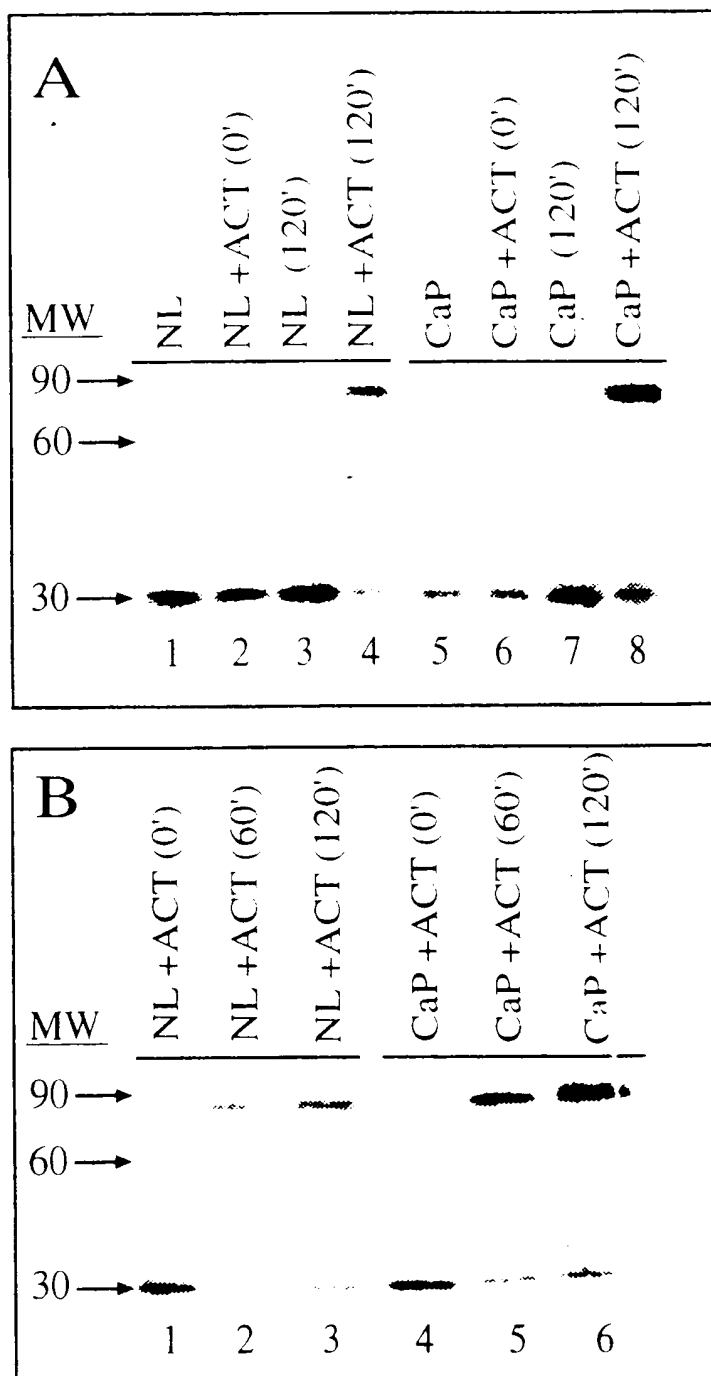 A
NL
NL +ACT (0')
NL (120')
NL +ACT (120')
CaP
CaP +ACT (0')
CaP (120')
CaP +ACT (120')
MW
90
60
30
1 2 3 4 5 6 7 8
B
NL +ACT (0')
NL +ACT (60')
NL +ACT (120')
CaP +ACT (0')
CaP +ACT (60')
CaP +ACT (120')
MW
90
60
30
1 2 3 4 5 6